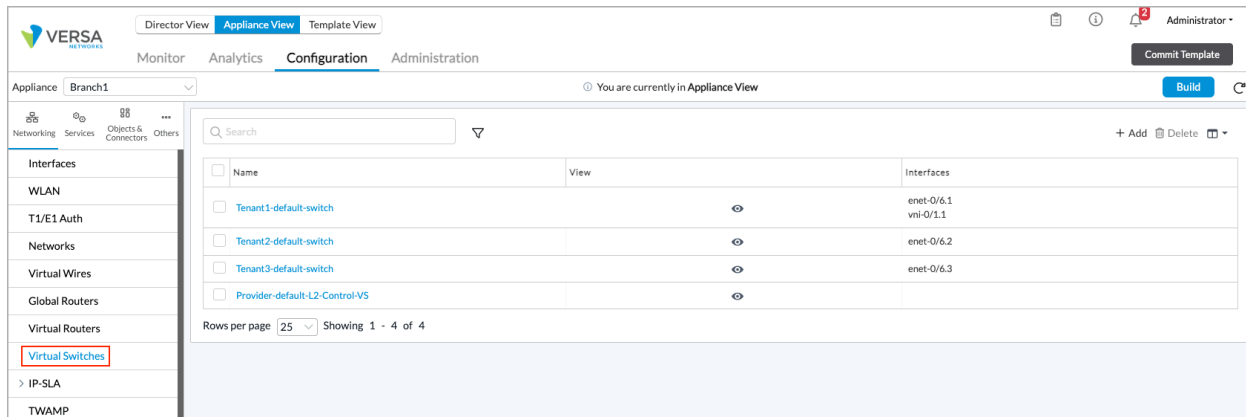 Director View Appliance View Template View
2
Administrator
VERSA
NETWORKS
Monitor Analytics Configuration Administration
Commit Template
Appliance Branch1
You are currently in Appliance View
Build
Networking Services Objects & Connectors Others
Search
+ Add Delete
Interfaces
WLAN
T1/E1 Auth
Networks
Virtual Wires
Global Routers
Virtual Routers
Virtual Switches
IP-SLA
TWAMP
Name View Interfaces
Tenant1-default-switch enet-0/6.1
vni-0/1.1
Tenant2-default-switch enet-0/6.2
Tenant3-default-switch enet-0/6.3
Provider-default-L2-Control-VS
Rows per page 25 Showing 1 - 4 of 4